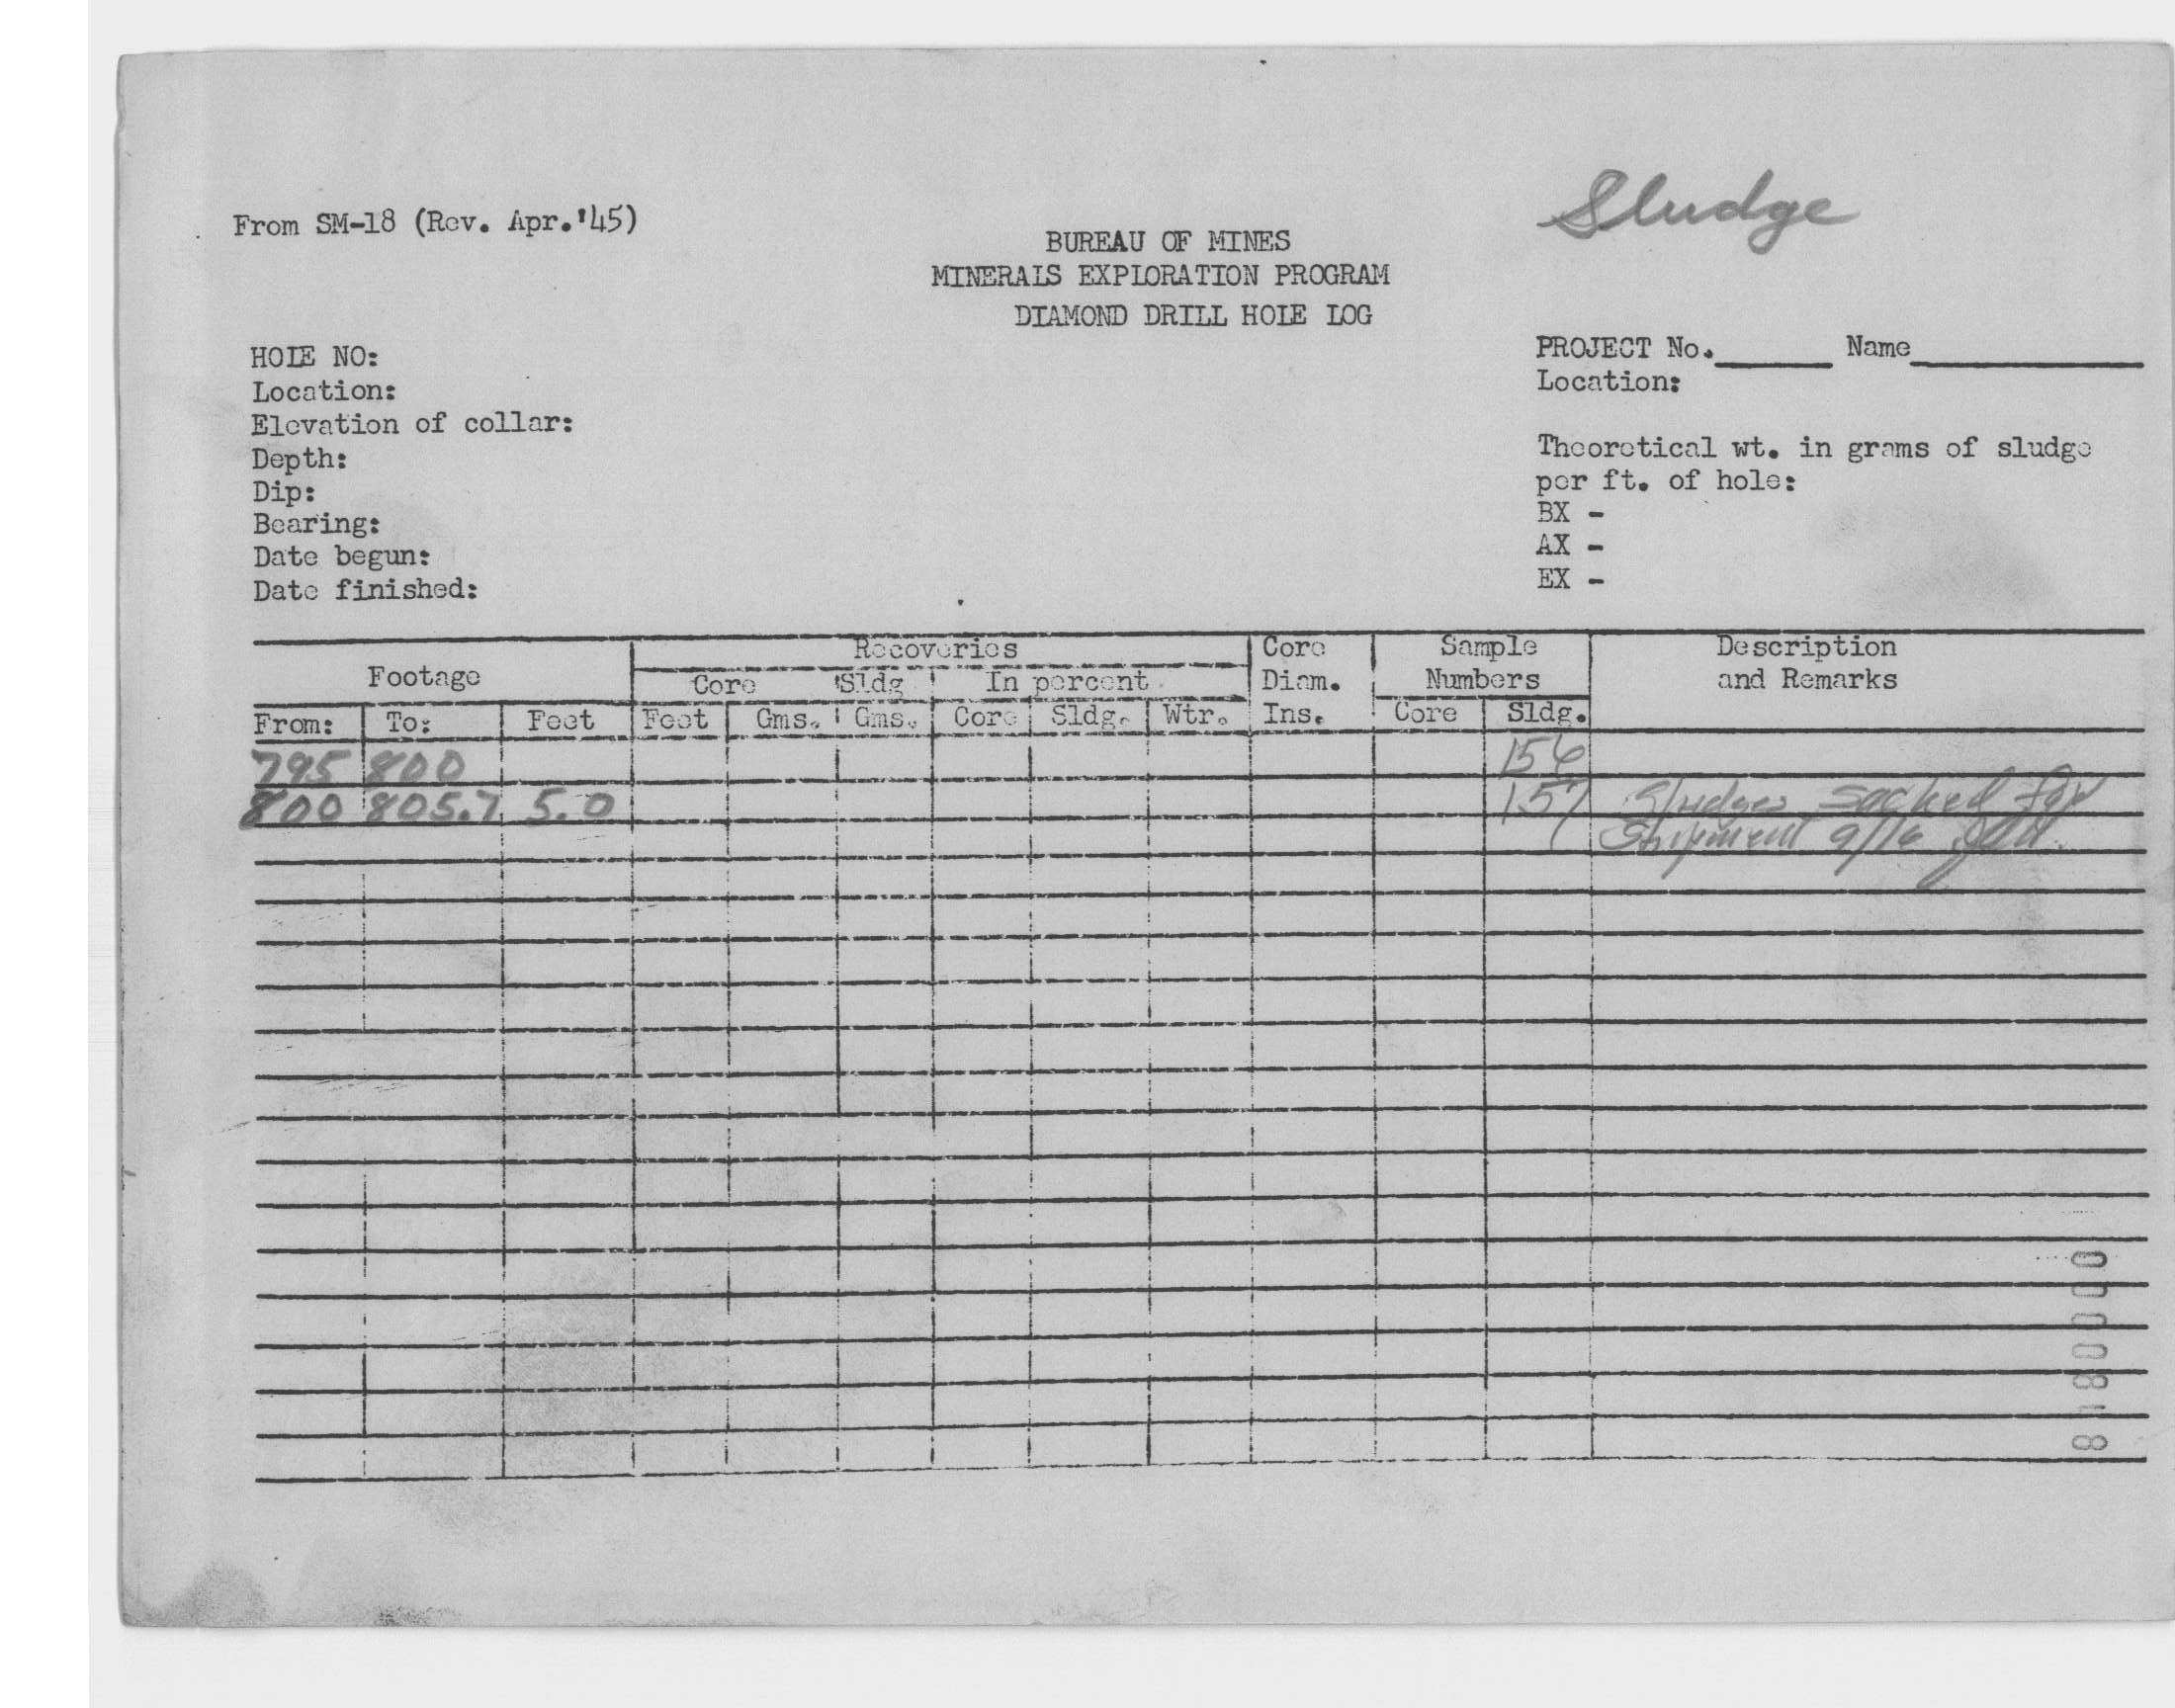 Sludge
From SM-18 (Rev. Apr.'45)
BUREAU OF MINES
MINERALS EXPLORATION PROGRAM
DIAMOND DRILL HOLE LOG
HOLE NO:
Location:
Elevation of collar:
Depth:
Dip:
Bearing:
Date begun:
Date finished:
PROJECT No. Name
Location:
Theoretical wt. in grams of sludge
per ft. of hole:
BX -
AX -
EX -
Footage Recoveries Core Diam. Ins. Sample Numbers Description and Remarks
Core Sldg In percent
From: To: Feet Feet Gms. Gms. Core Sldg. Wtr. Core Sldg.
795 800 156
800 805.7 5.0 157 Sludges sacked for
Shipment 9/16